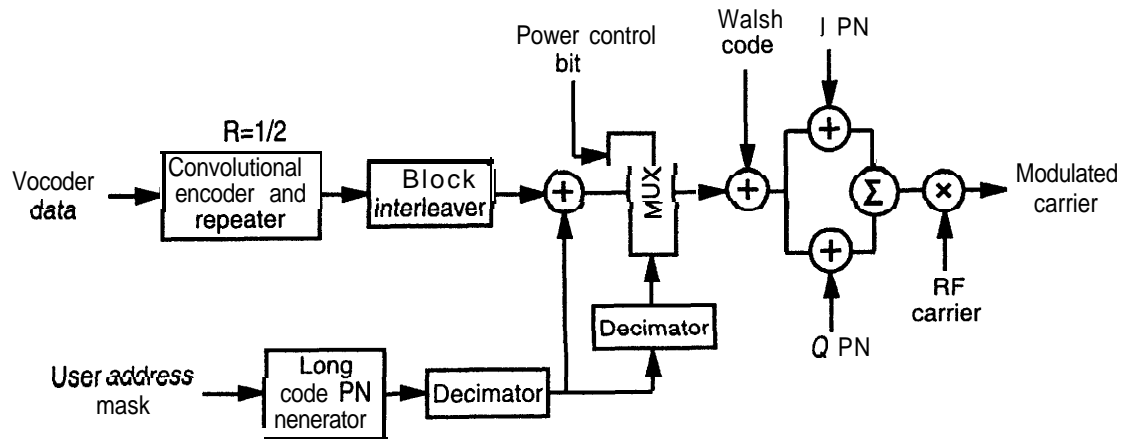 Power control
bit
Walsh
code
J PN
R=1/2
Vocoder
data
Convolutional
encoder and
repeater
Block
interleaver
+
MUX
+
+
Σ
×
+
Modulated
carrier
RF
carrier
Q PN
Decimator
User address
mask
Long
code PN
nenerator
Decimator